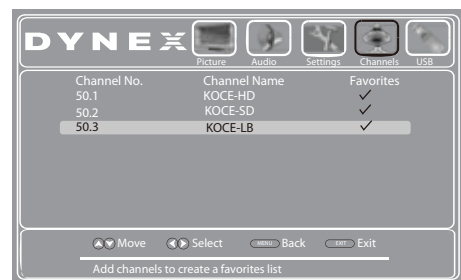 DYNEX
Picture Audio Settings Channels USB
Channel No. Channel Name Favorites
50.1 KOCE-HD
50.2 KOCE-SD
50.3 KOCE-LB
Move Select MENU Back EXIT Exit
Add channels to create a favorites list